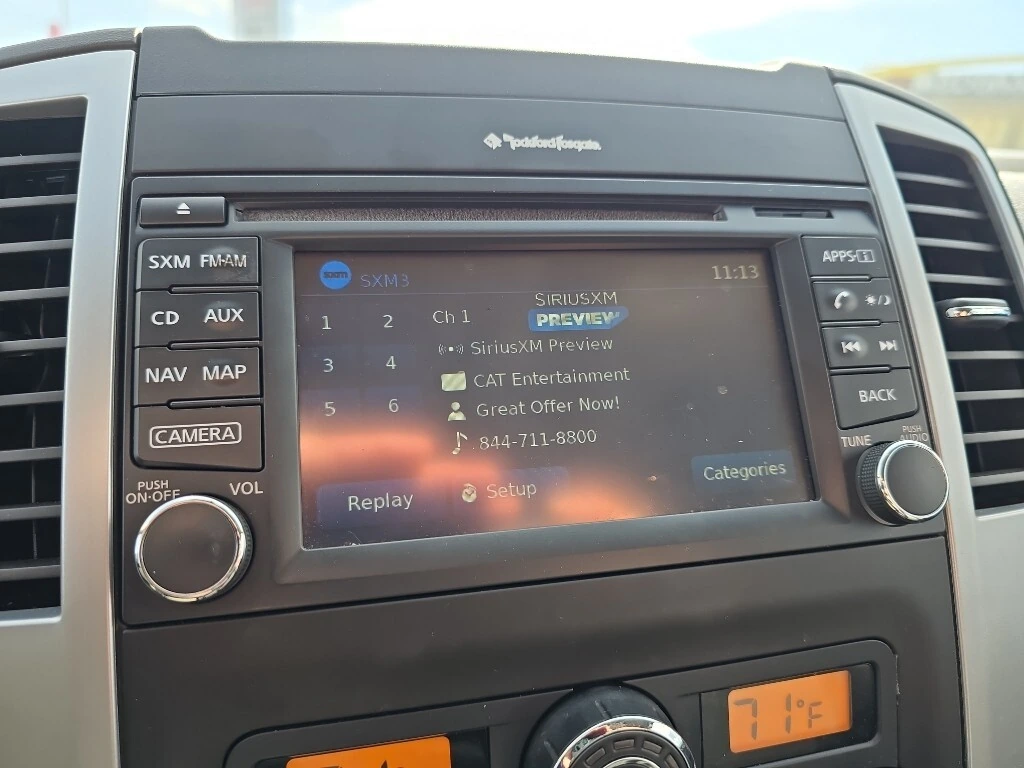 Rockford Fosgate
SXM FM·AM
CD AUX
NAV MAP
CAMERA
PUSH
ON·OFF
VOL
sxm SXM3 11:13
1 2
3 4
5 6
Ch 1
SIRIUSXM
PREVIEW
SiriusXM Preview
CAT Entertainment
Great Offer Now!
844-711-8800
Replay Setup Categories
APPS·i
BACK
TUNE
PUSH
AUDIO
71°F